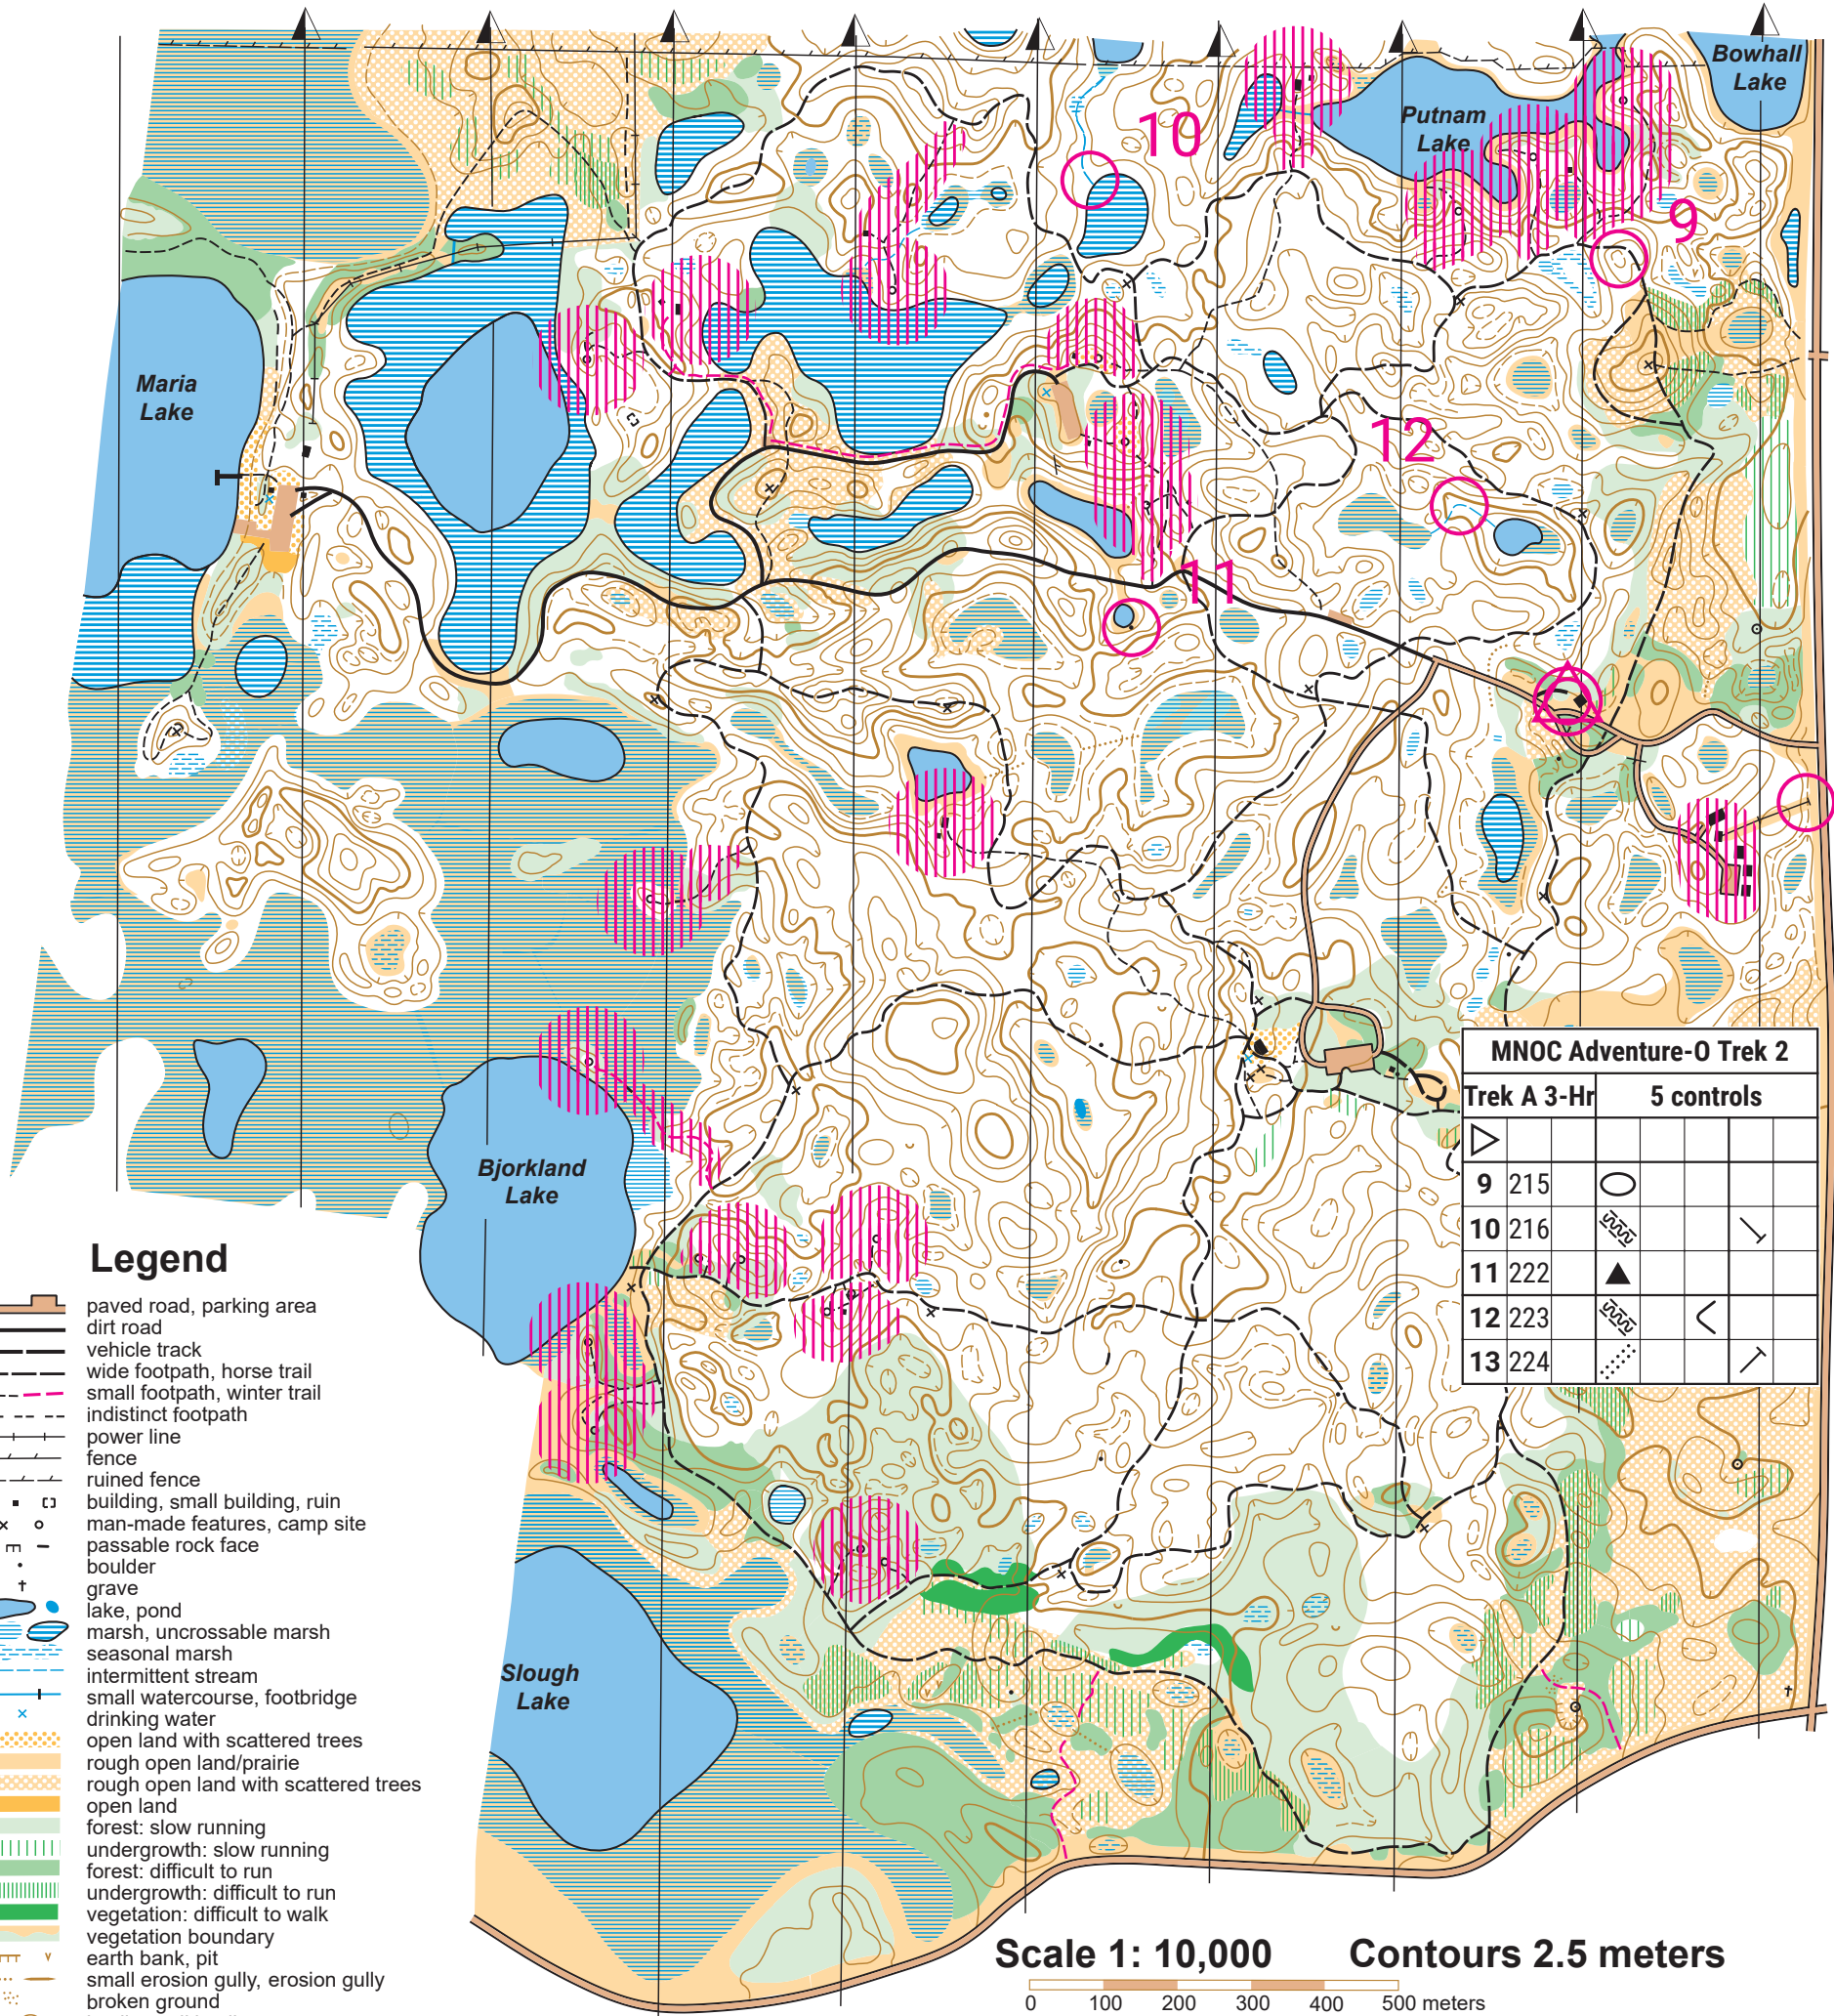 Bowhall
Lake
Putnam
Lake
10
9
Maria
Lake
12
11
MNOC Adventure-O Trek 2
Trek A 3-Hr 5 controls
9 215
10 216
11 222
12 223
13 224
Bjorkland
Lake
Slough
Lake
Legend
paved road, parking area
dirt road
vehicle track
wide footpath, horse trail
small footpath, winter trail
indistinct footpath
power line
fence
ruined fence
building, small building, ruin
man-made features, camp site
passable rock face
boulder
grave
lake, pond
marsh, uncrossable marsh
seasonal marsh
intermittent stream
small watercourse, footbridge
drinking water
open land with scattered trees
rough open land/prairie
rough open land with scattered trees
open land
forest: slow running
undergrowth: slow running
forest: difficult to run
undergrowth: difficult to run
vegetation: difficult to walk
vegetation boundary
earth bank, pit
small erosion gully, erosion gully
broken ground
Scale 1: 10,000 Contours 2.5 meters
0 100 200 300 400 500 meters